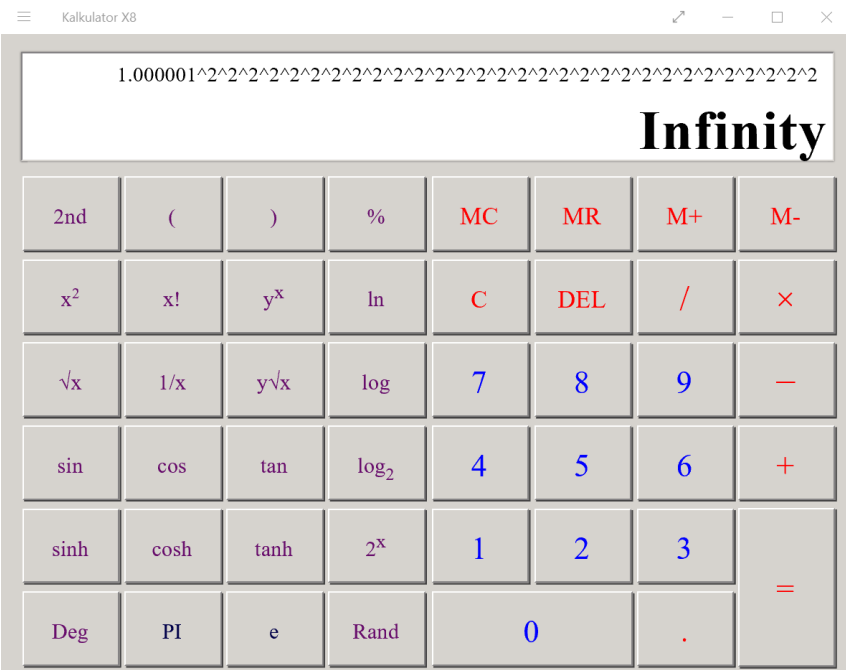 Kalkulator X8
1.000001^2^2^2^2^2^2^2^2^2^2^2^2^2^2^2^2^2^2^2^2^2^2^2^2^2^2^2^2^2^2
Infinity
2nd ( ) % MC MR M+ M-
x² x! yˣ ln C DEL / ×
√x 1/x y√x log 7 8 9 −
sin cos tan log₂ 4 5 6 +
sinh cosh tanh 2ˣ 1 2 3 =
Deg PI e Rand 0 .